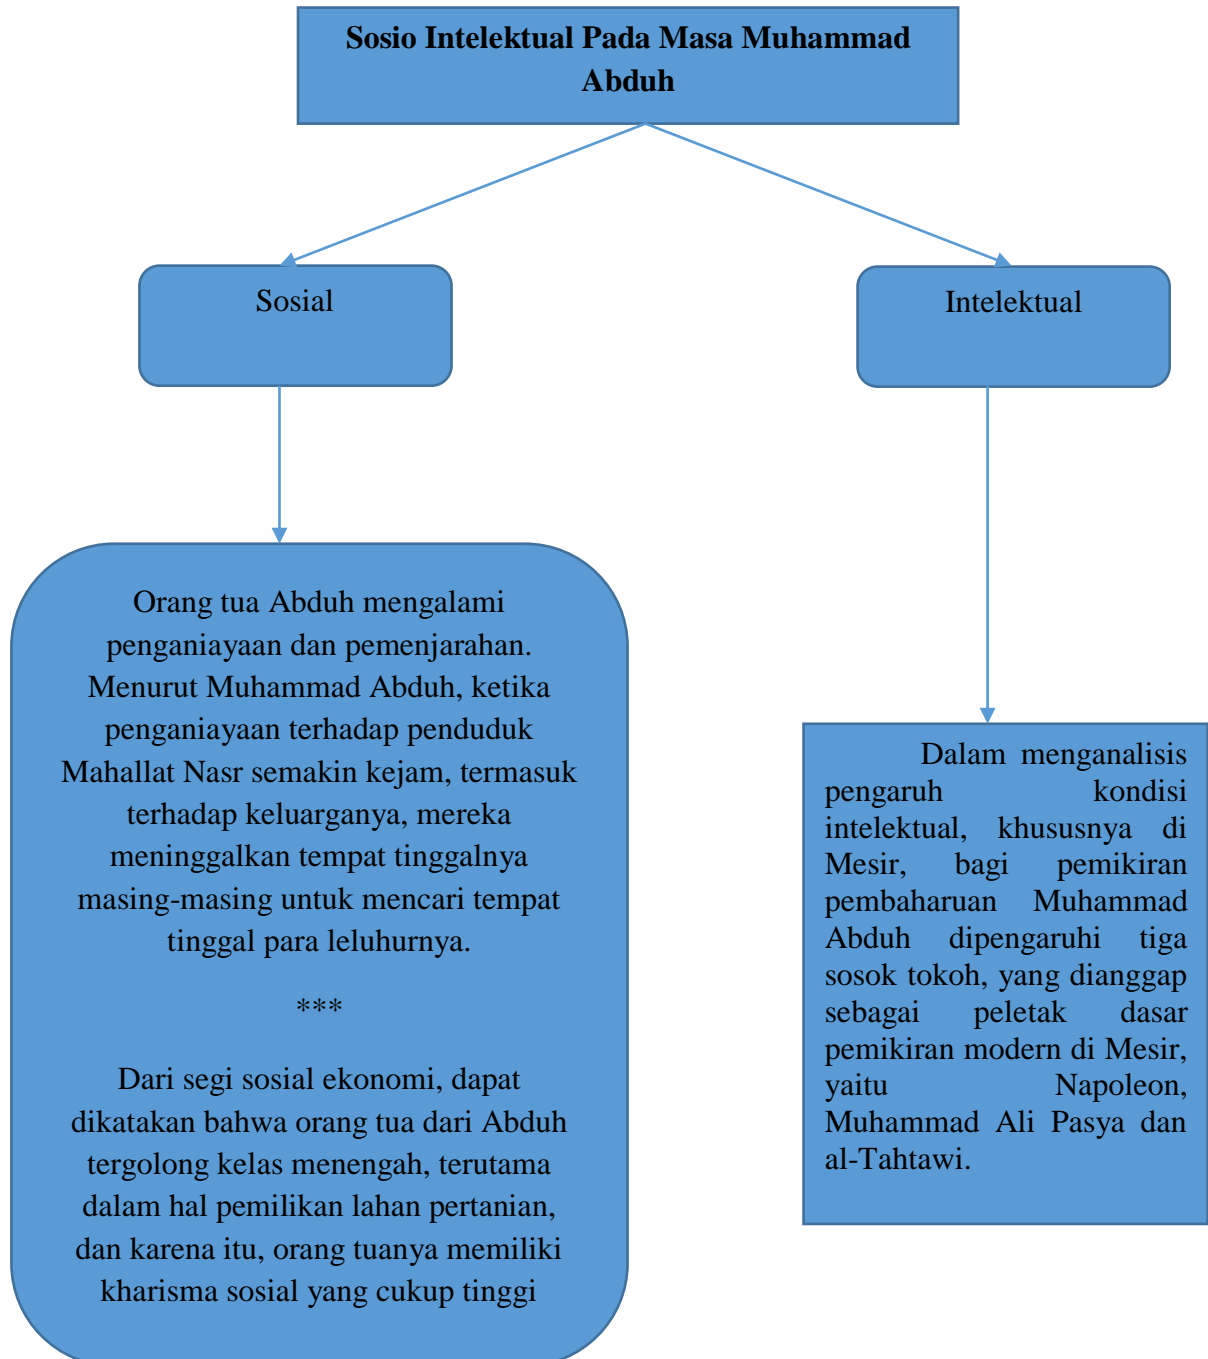 Sosio Intelektual Pada Masa Muhammad
Abduh
Sosial
Intelektual
Orang tua Abduh mengalami
penganiayaan dan pemenjarahan.
Menurut Muhammad Abduh, ketika
penganiayaan terhadap penduduk
Mahallat Nasr semakin kejam, termasuk
terhadap keluarganya, mereka
meninggalkan tempat tinggalnya
masing-masing untuk mencari tempat
tinggal para leluhurnya.
***
Dari segi sosial ekonomi, dapat
dikatakan bahwa orang tua dari Abduh
tergolong kelas menengah, terutama
dalam hal pemilikan lahan pertanian,
dan karena itu, orang tuanya memiliki
kharisma sosial yang cukup tinggi
Dalam menganalisis
pengaruh kondisi
intelektual, khususnya di
Mesir, bagi pemikiran
pembaharuan Muhammad
Abduh dipengaruhi tiga
sosok tokoh, yang dianggap
sebagai peletak dasar
pemikiran modern di Mesir,
yaitu Napoleon,
Muhammad Ali Pasya dan
al-Tahtawi.